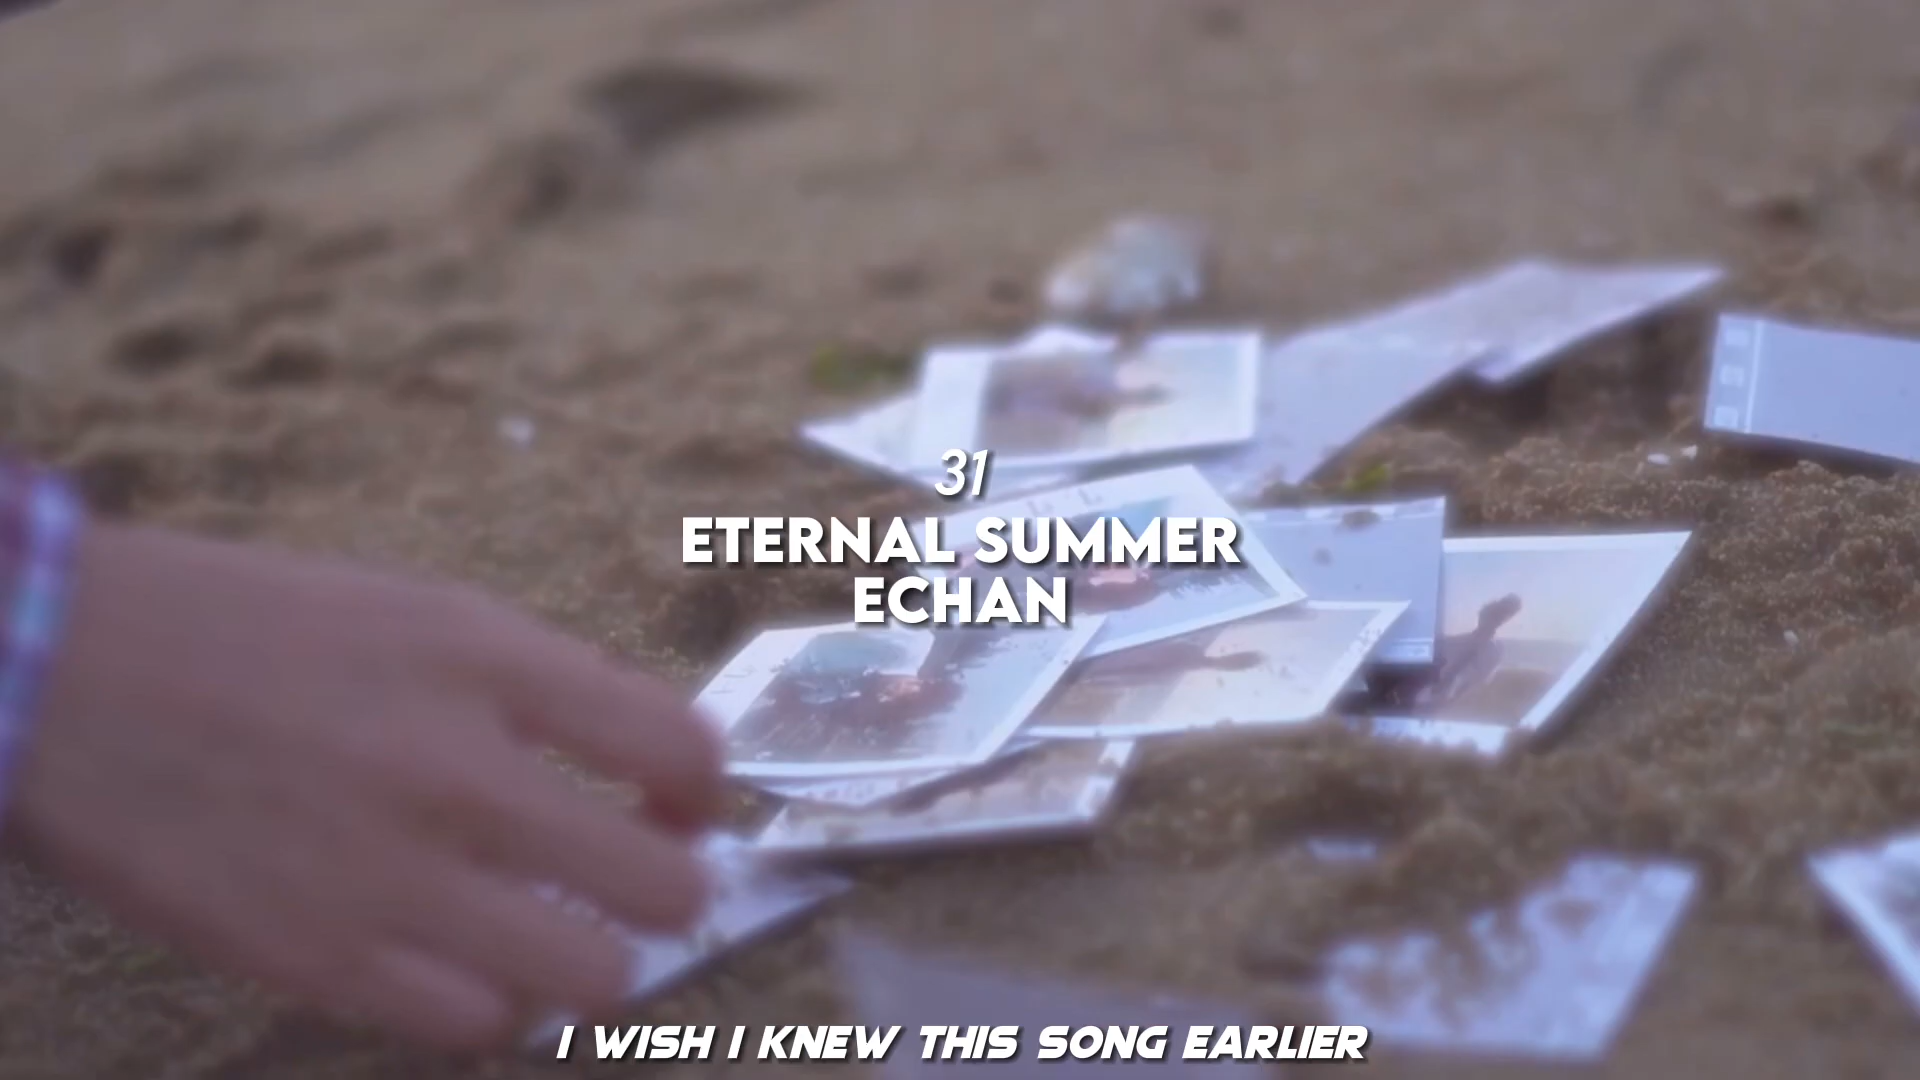 31
ETERNAL SUMMER
ECHAN
I WISH I KNEW THIS SONG EARLIER